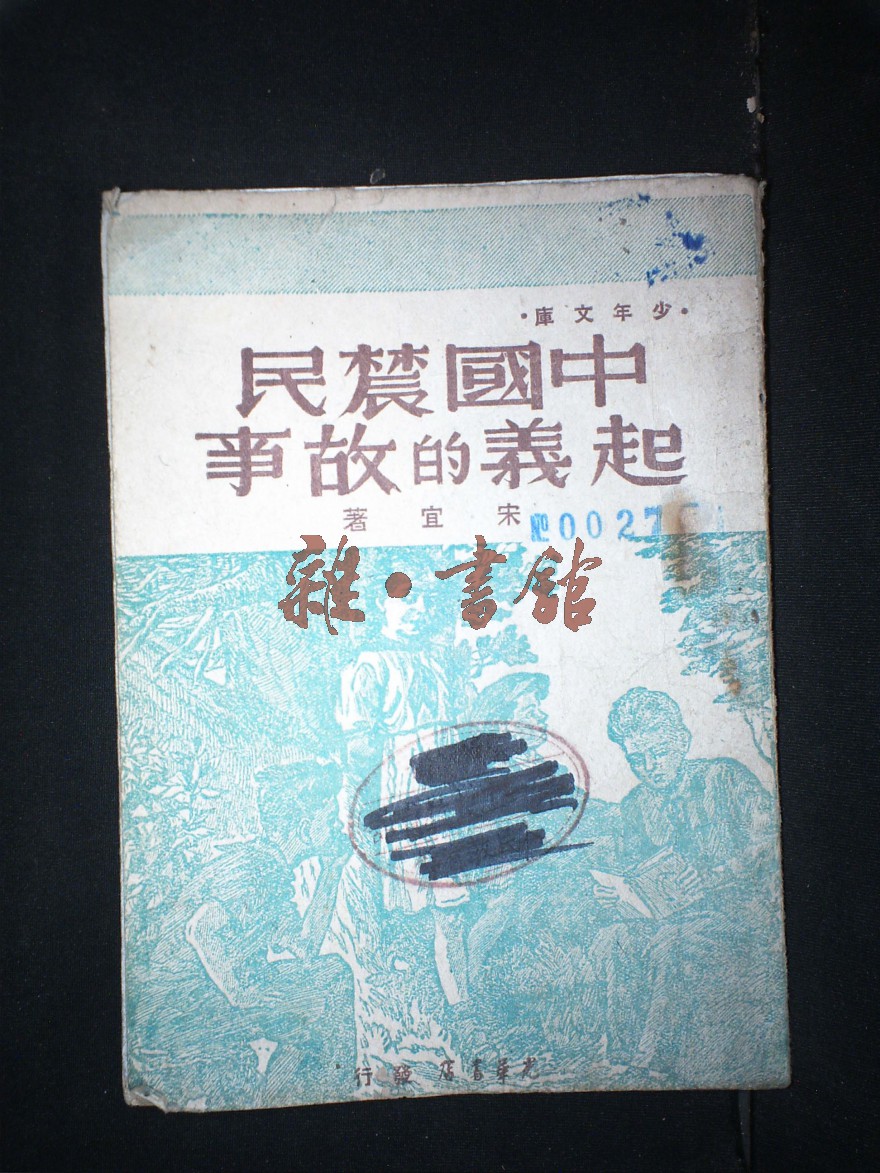 ·少年文庫·
中國農民
起義的故事
宋宜著
№0027
雜·書舘
光華書店發行